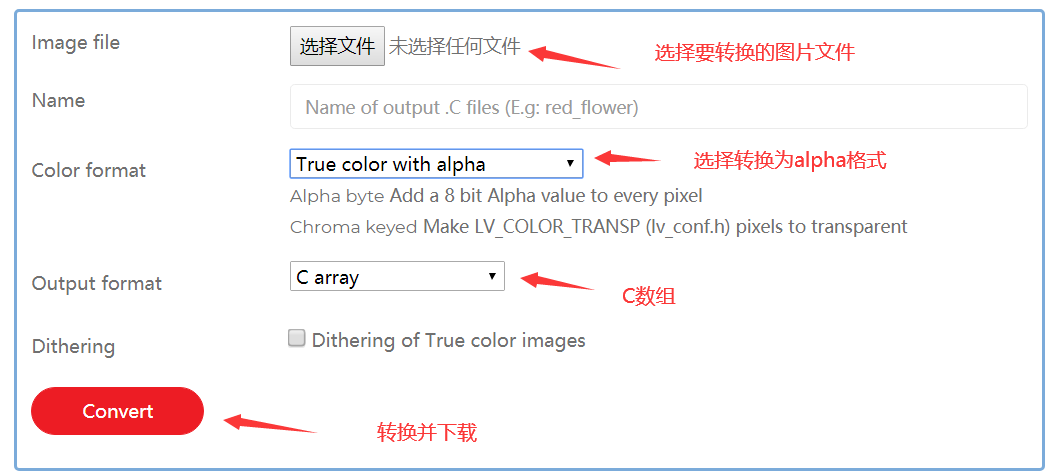 Image file
选择文件 未选择任何文件
选择要转换的图片文件
Name
Name of output .C files (E.g: red_flower)
Color format
True color with alpha
选择转换为alpha格式
Alpha byte Add a 8 bit Alpha value to every pixel
Chroma keyed Make LV_COLOR_TRANSP (lv_conf.h) pixels to transparent
Output format
C array
C数组
Dithering
Dithering of True color images
Convert
转换并下载